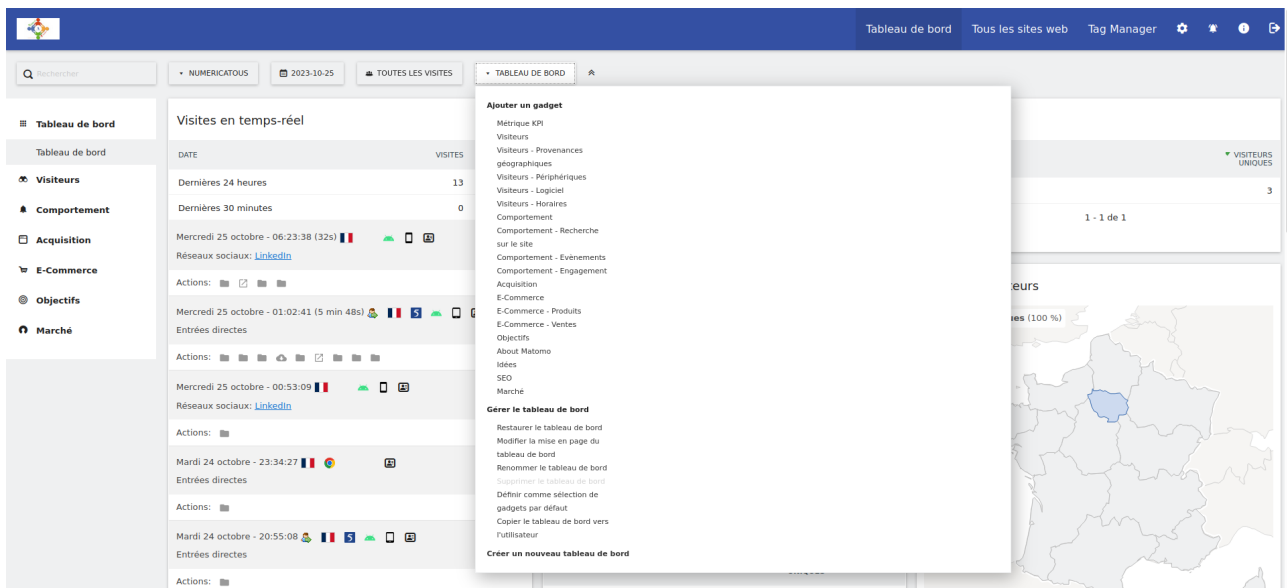 Tableau de bord Tous les sites web Tag Manager
Rechercher
NUMERICATOUS 2023-10-25 TOUTES LES VISITES TABLEAU DE BORD
Tableau de bord
Tableau de bord
Visiteurs
Comportement
Acquisition
E-Commerce
Objectifs
Marché
Visites en temps-réel
DATE VISITES
Dernières 24 heures 13
Dernières 30 minutes 0
Mercredi 25 octobre - 06:23:38 (32s)
Réseaux sociaux: LinkedIn
Actions:
Mercredi 25 octobre - 01:02:41 (5 min 48s) 5
Entrées directes
Actions:
Mercredi 25 octobre - 00:53:09
Réseaux sociaux: LinkedIn
Actions:
Mardi 24 octobre - 23:34:27
Entrées directes
Actions:
Mardi 24 octobre - 20:55:08 5
Entrées directes
Actions:
Ajouter un gadget
Métrique KPI
Visiteurs
Visiteurs - Provenances
géographiques
Visiteurs - Périphériques
Visiteurs - Logiciel
Visiteurs - Horaires
Comportement
Comportement - Recherche
sur le site
Comportement - Evènements
Comportement - Engagement
Acquisition
E-Commerce
E-Commerce - Produits
E-Commerce - Ventes
Objectifs
About Matomo
Idées
SEO
Marché
Gérer le tableau de bord
Restaurer le tableau de bord
Modifier la mise en page du
tableau de bord
Renommer le tableau de bord
Supprimer le tableau de bord
Définir comme sélection de
gadgets par défaut
Copier le tableau de bord vers
l'utilisateur
Créer un nouveau tableau de bord
VISITEURS
UNIQUES
3
1 - 1 de 1
eurs
ues (100 %)